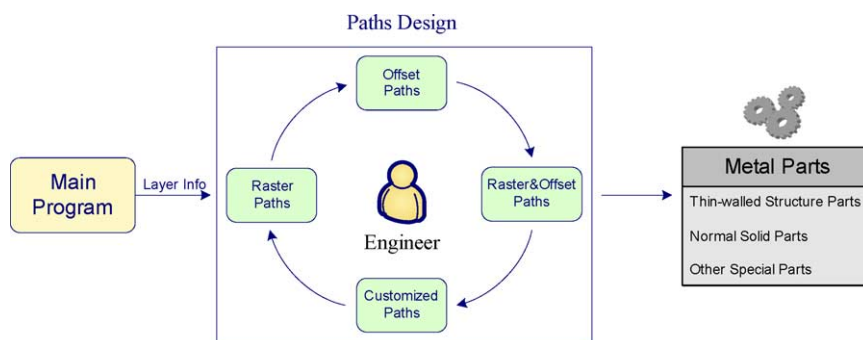 Paths Design
Offset
Paths
Main
Program
Layer Info
Raster
Paths
Engineer
Raster&Offset
Paths
Customized
Paths
Metal Parts
Thin-walled Structure Parts
Normal Solid Parts
Other Special Parts